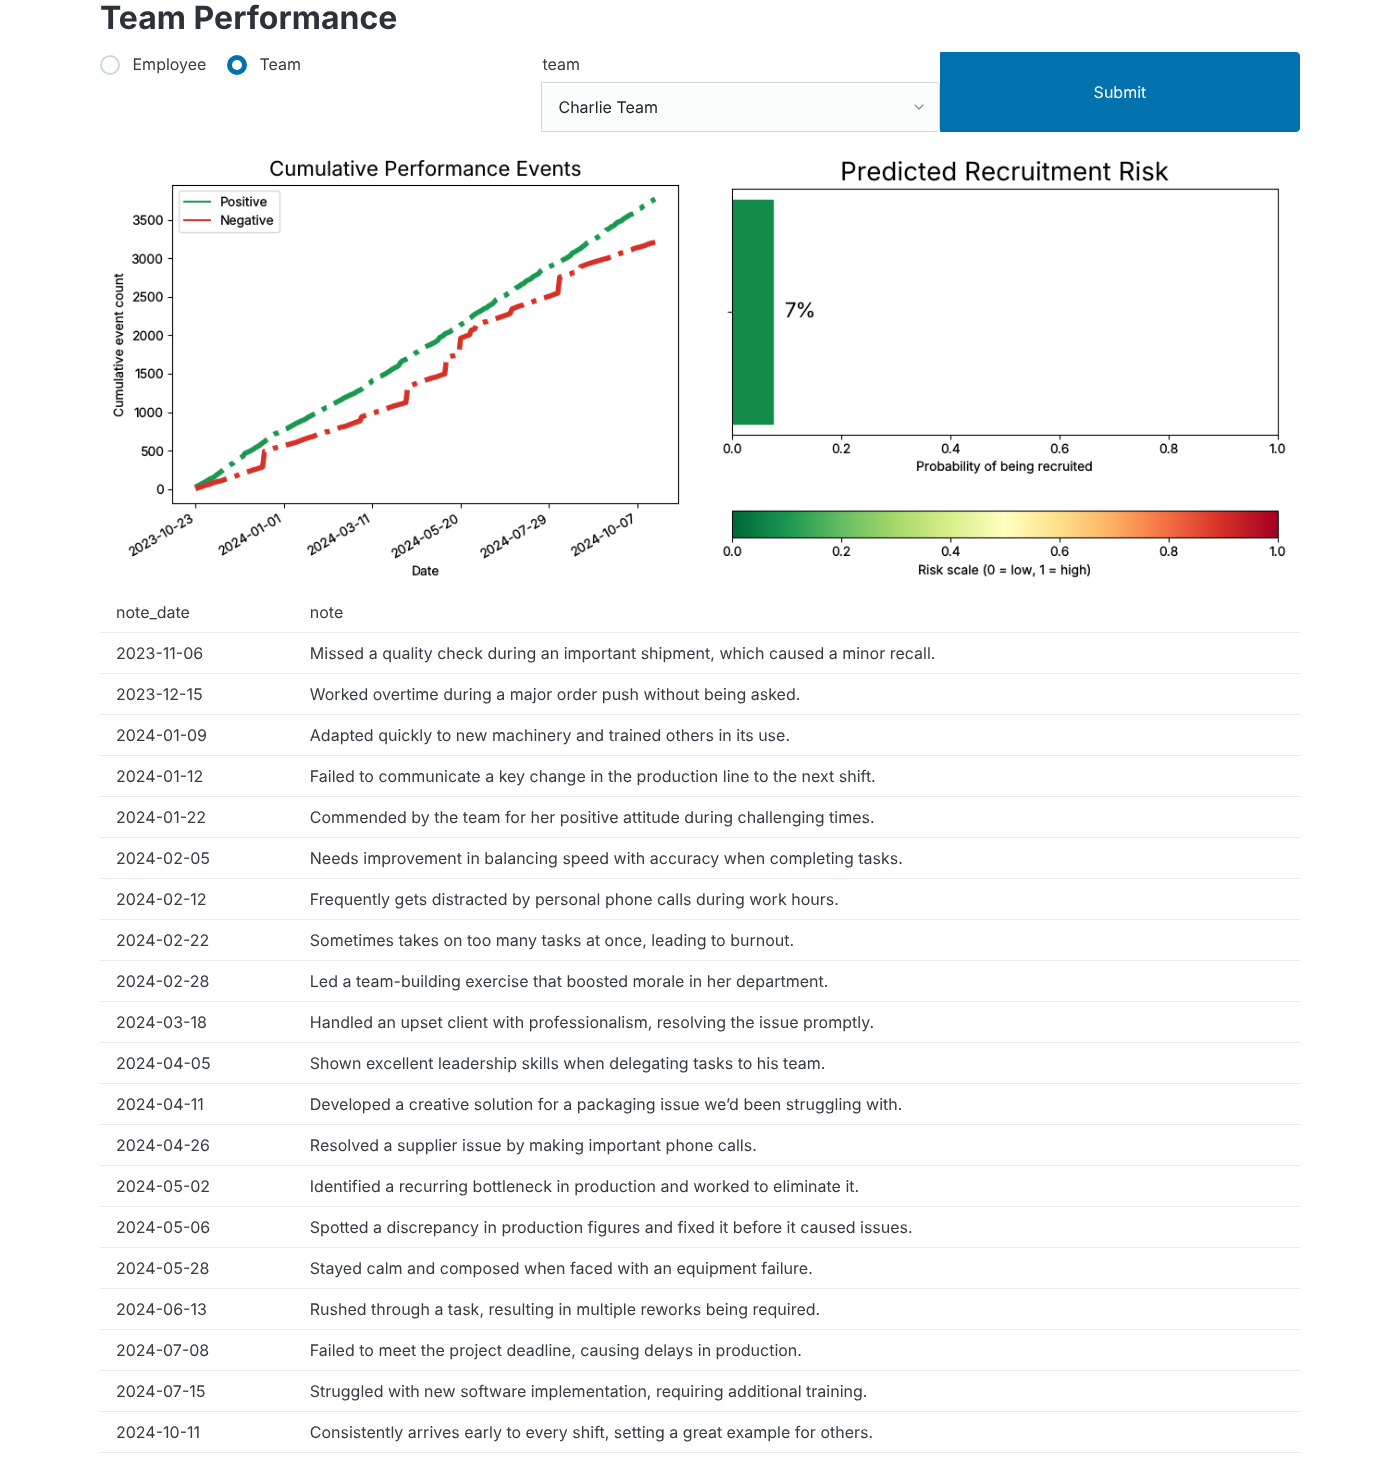 Team Performance
Employee Team
team
Charlie Team
Submit
Cumulative Performance Events
Positive
Negative
3500
3000
2500
2000
1500
1000
500
0
Cumulative event count
2023-10-23 2024-01-01 2024-03-11 2024-05-20 2024-07-29 2024-10-07
Date
Predicted Recruitment Risk
7%
0.0 0.2 0.4 0.6 0.8 1.0
Probability of being recruited
0.0 0.2 0.4 0.6 0.8 1.0
Risk scale (0 = low, 1 = high)
note_date note
2023-11-06 Missed a quality check during an important shipment, which caused a minor recall.
2023-12-15 Worked overtime during a major order push without being asked.
2024-01-09 Adapted quickly to new machinery and trained others in its use.
2024-01-12 Failed to communicate a key change in the production line to the next shift.
2024-01-22 Commended by the team for her positive attitude during challenging times.
2024-02-05 Needs improvement in balancing speed with accuracy when completing tasks.
2024-02-12 Frequently gets distracted by personal phone calls during work hours.
2024-02-22 Sometimes takes on too many tasks at once, leading to burnout.
2024-02-28 Led a team-building exercise that boosted morale in her department.
2024-03-18 Handled an upset client with professionalism, resolving the issue promptly.
2024-04-05 Shown excellent leadership skills when delegating tasks to his team.
2024-04-11 Developed a creative solution for a packaging issue we’d been struggling with.
2024-04-26 Resolved a supplier issue by making important phone calls.
2024-05-02 Identified a recurring bottleneck in production and worked to eliminate it.
2024-05-06 Spotted a discrepancy in production figures and fixed it before it caused issues.
2024-05-28 Stayed calm and composed when faced with an equipment failure.
2024-06-13 Rushed through a task, resulting in multiple reworks being required.
2024-07-08 Failed to meet the project deadline, causing delays in production.
2024-07-15 Struggled with new software implementation, requiring additional training.
2024-10-11 Consistently arrives early to every shift, setting a great example for others.